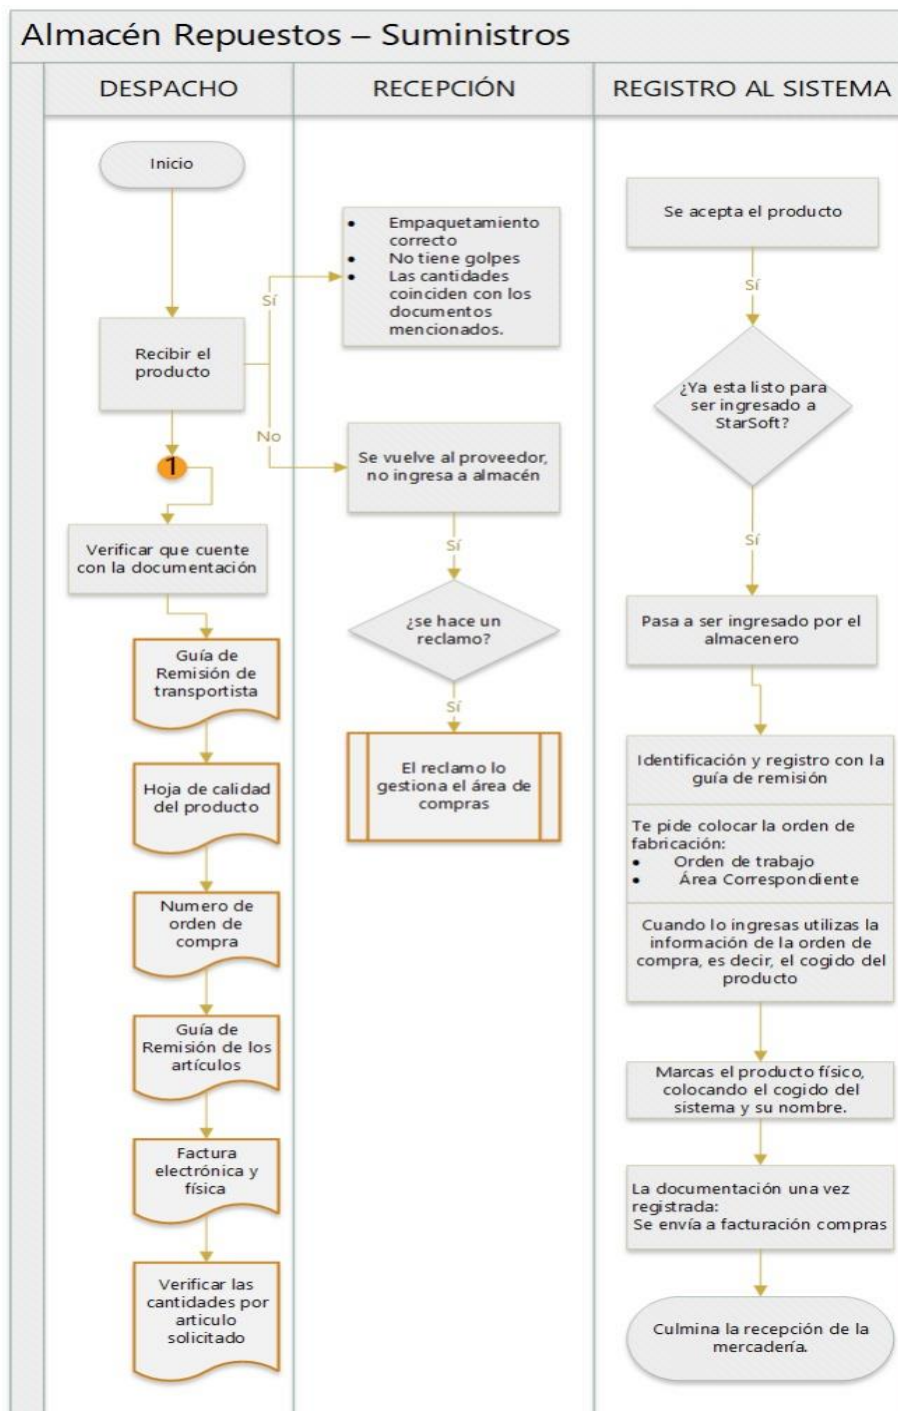 Almacén Repuestos – Suministros
DESPACHO
RECEPCIÓN
REGISTRO AL SISTEMA
Inicio
Recibir el
producto
1
Verificar que cuente
con la documentación
Guía de
Remisión de
transportista
Hoja de calidad
del producto
Numero de
orden de
compra
Guía de
Remisión de los
artículos
Factura
electrónica y
física
Verificar las
cantidades por
articulo
solicitado
Sí
No
• Empaquetamiento
correcto
• No tiene golpes
• Las cantidades
coinciden con los
documentos
mencionados.
Se vuelve al proveedor,
no ingresa a almacén
Sí
¿se hace un
reclamo?
Sí
El reclamo lo
gestiona el área de
compras
Se acepta el producto
Sí
¿Ya esta listo para
ser ingresado a
StarSoft?
Sí
Pasa a ser ingresado por el
almacenero
Identificación y registro con la
guía de remisión
Te pide colocar la orden de
fabricación:
• Orden de trabajo
• Área Correspondiente
Cuando lo ingresas utilizas la
información de la orden de
compra, es decir, el cogido del
producto
Marcas el producto físico,
colocando el cogido del
sistema y su nombre.
La documentación una vez
registrada:
Se envía a facturación compras
Culmina la recepción de la
mercadería.